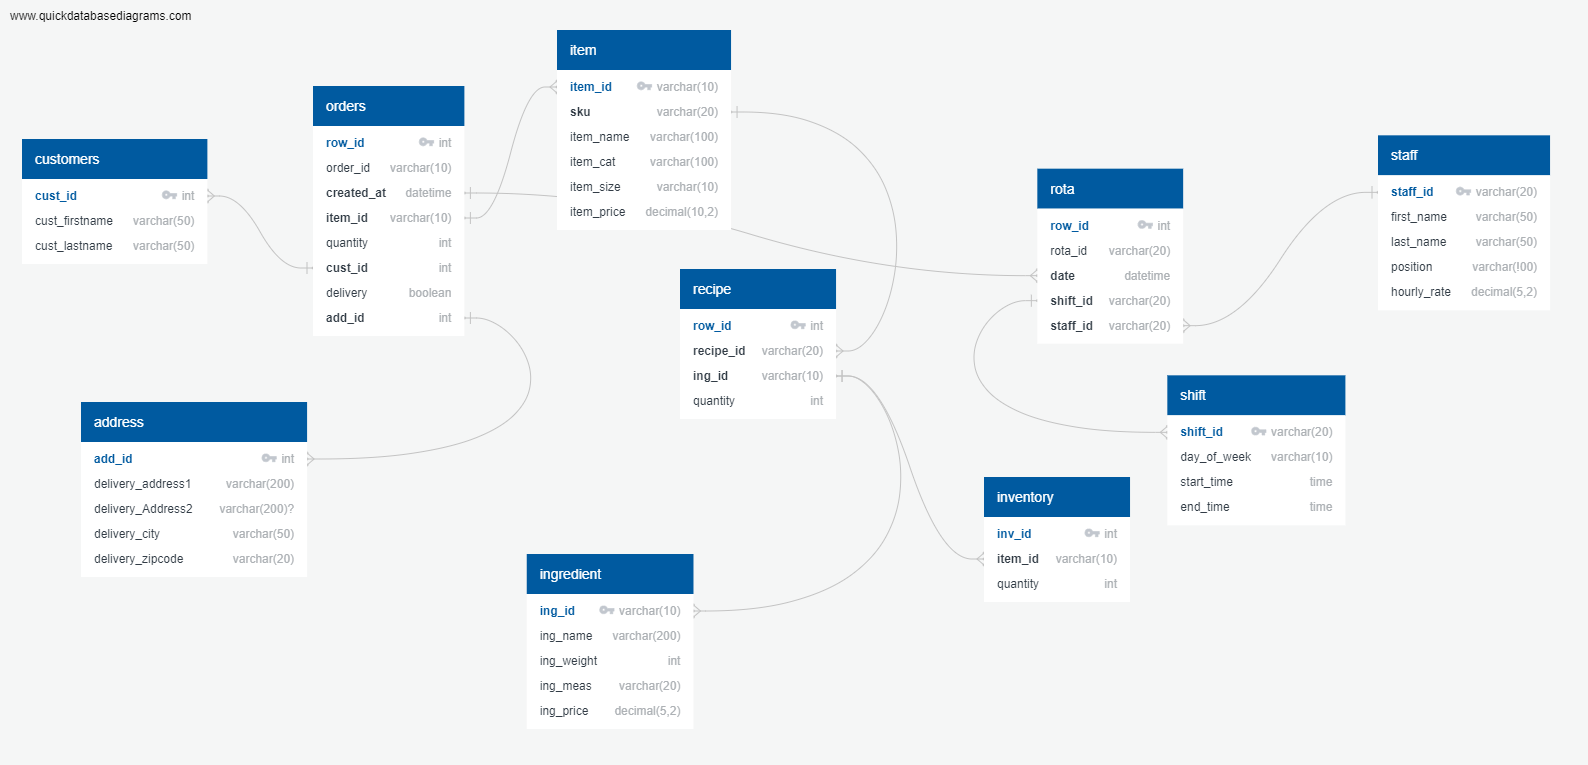 www.quickdatabasediagrams.com
customers
cust_id int
cust_firstname varchar(50)
cust_lastname varchar(50)
orders
row_id int
order_id varchar(10)
created_at datetime
item_id varchar(10)
quantity int
cust_id int
delivery boolean
add_id int
item
item_id varchar(10)
sku varchar(20)
item_name varchar(100)
item_cat varchar(100)
item_size varchar(10)
item_price decimal(10,2)
address
add_id int
delivery_address1 varchar(200)
delivery_Address2 varchar(200)?
delivery_city varchar(50)
delivery_zipcode varchar(20)
recipe
row_id int
recipe_id varchar(20)
ing_id varchar(10)
quantity int
ingredient
ing_id varchar(10)
ing_name varchar(200)
ing_weight int
ing_meas varchar(20)
ing_price decimal(5,2)
rota
row_id int
rota_id varchar(20)
date datetime
shift_id varchar(20)
staff_id varchar(20)
staff
staff_id varchar(20)
first_name varchar(50)
last_name varchar(50)
position varchar(!00)
hourly_rate decimal(5,2)
shift
shift_id varchar(20)
day_of_week varchar(10)
start_time time
end_time time
inventory
inv_id int
item_id varchar(10)
quantity int